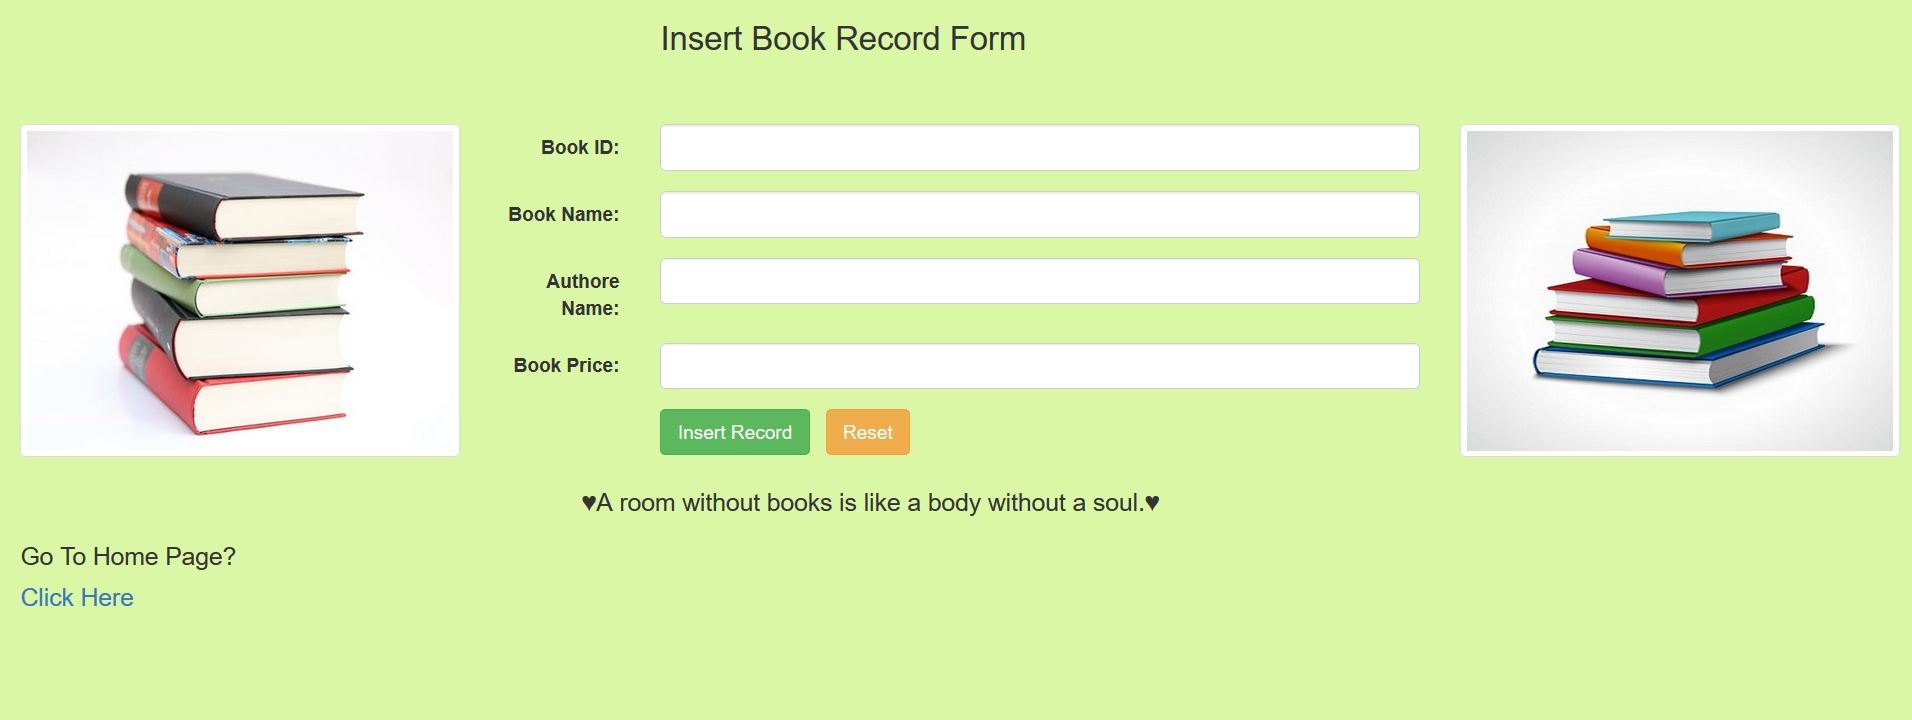 Insert Book Record Form
Book ID:
Book Name:
Authore
Name:
Book Price:
Insert Record Reset
♥A room without books is like a body without a soul.♥
Go To Home Page?
Click Here